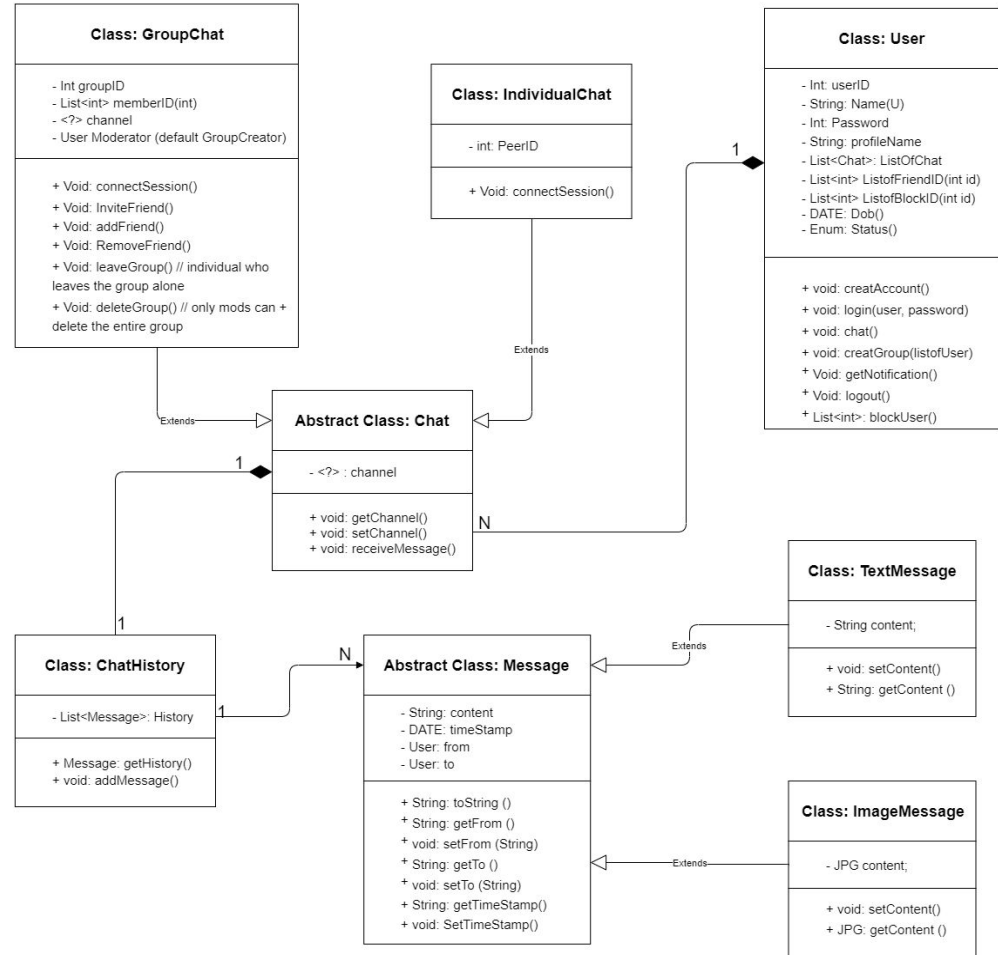 Class: GroupChat
- Int groupID
- List<int> memberID(int)
- <?> channel
- User Moderator (default GroupCreator)
+ Void: connectSession()
+ Void: InviteFriend()
+ Void: addFriend()
+ Void: RemoveFriend()
+ Void: leaveGroup() // individual who
leaves the group alone
+ Void: deleteGroup() // only mods can +
delete the entire group
Class: IndividualChat
- int: PeerID
+ Void: connectSession()
Class: User
- Int: userID
- String: Name(U)
- Int: Password
- String: profileName
- List<Chat>: ListOfChat
- List<int> ListofFriendID(int id)
- List<int> ListofBlockID(int id)
- DATE: Dob()
- Enum: Status()
+ void: creatAccount()
+ void: login(user, password)
+ void: chat()
+ void: creatGroup(listofUser)
+ Void: getNotification()
+ Void: logout()
+ List<int>: blockUser()
1
Extends
Extends
Abstract Class: Chat
- <?> : channel
+ void: getChannel()
+ void: setChannel()
+ void: receiveMessage()
1
N
1
Class: ChatHistory
- List<Message>: History
+ Message: getHistory()
+ void: addMessage()
1
N
Abstract Class: Message
- String: content
- DATE: timeStamp
- User: from
- User: to
+ String: toString ()
+ String: getFrom ()
+ void: setFrom (String)
+ String: getTo ()
+ void: setTo (String)
+ String: getTimeStamp()
+ void: SetTimeStamp()
Extends
Class: TextMessage
- String content;
+ void: setContent()
+ String: getContent ()
Extends
Class: ImageMessage
- JPG content;
+ void: setContent()
+ JPG: getContent ()